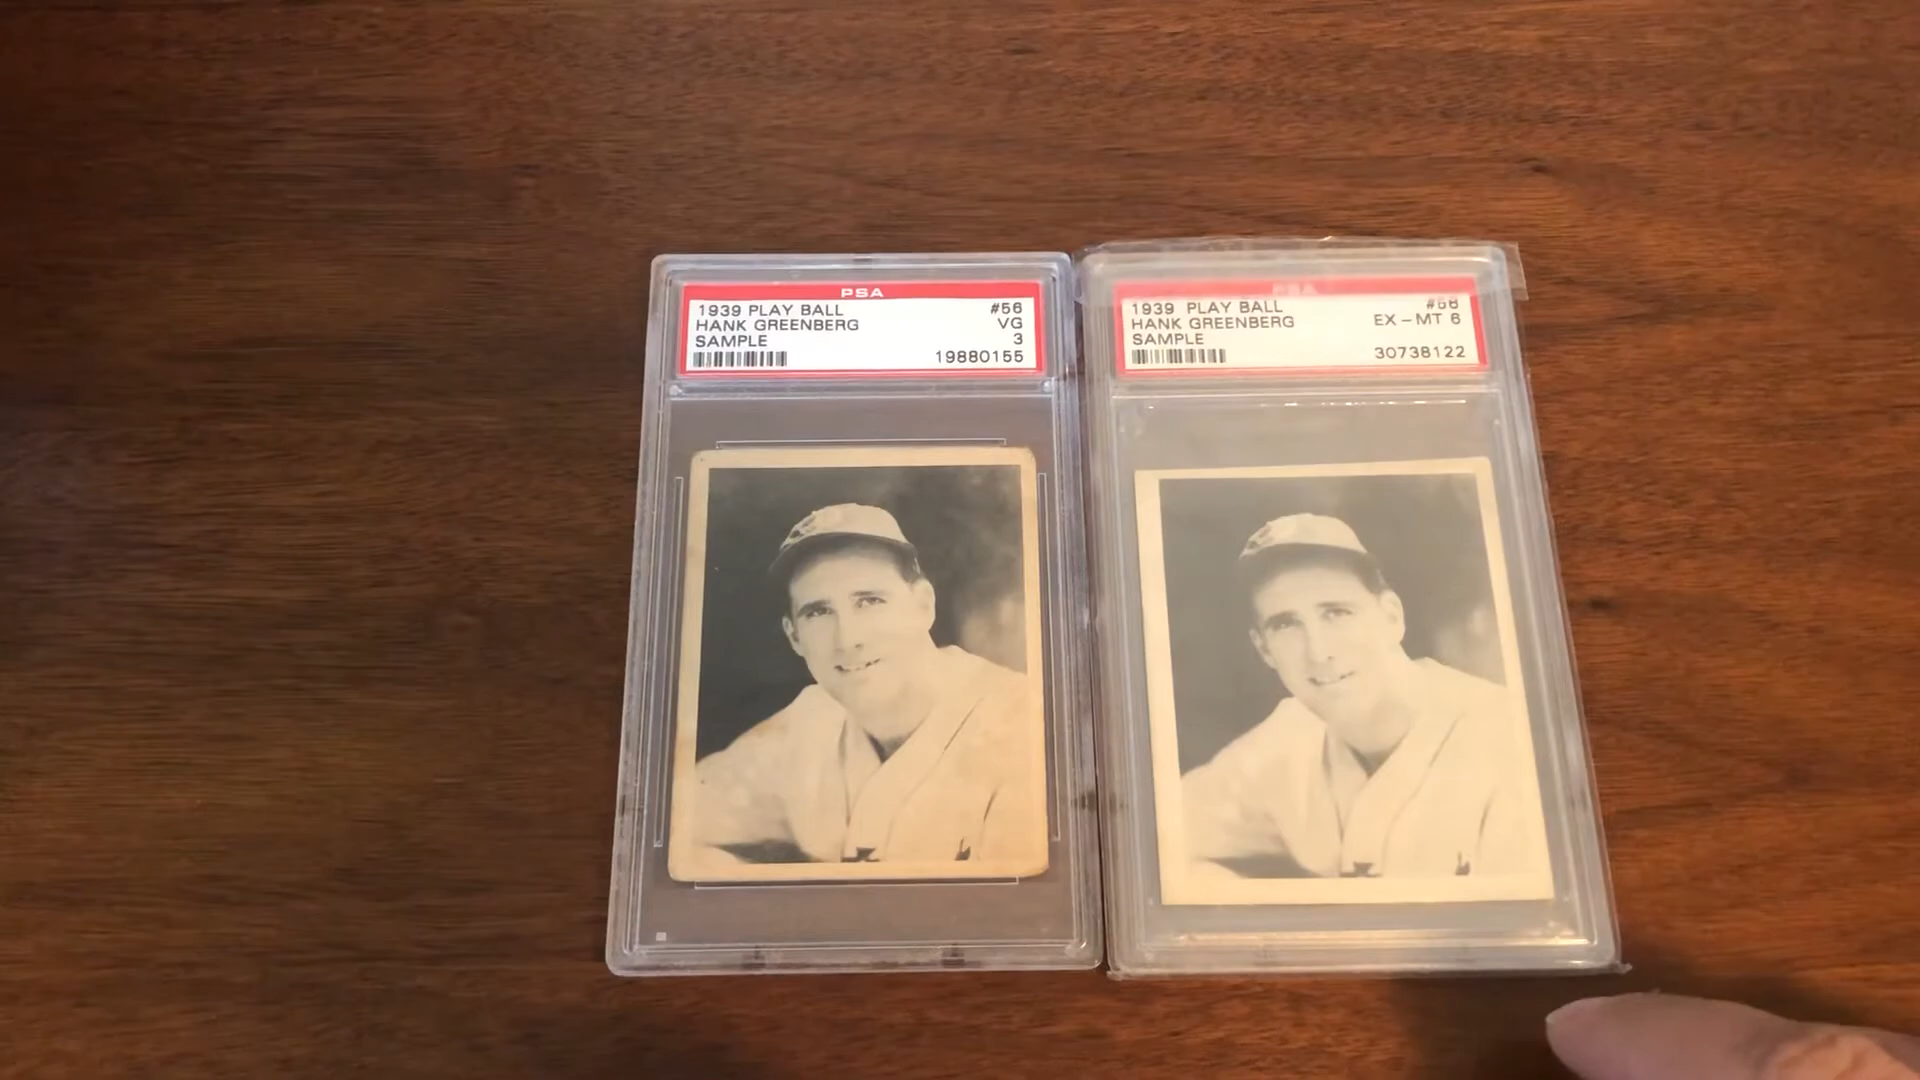 PSA
1939 PLAY BALL #56
HANK GREENBERG VG
SAMPLE 3
19880155
PSA
1939 PLAY BALL #56
HANK GREENBERG EX-MT 6
SAMPLE
30738122